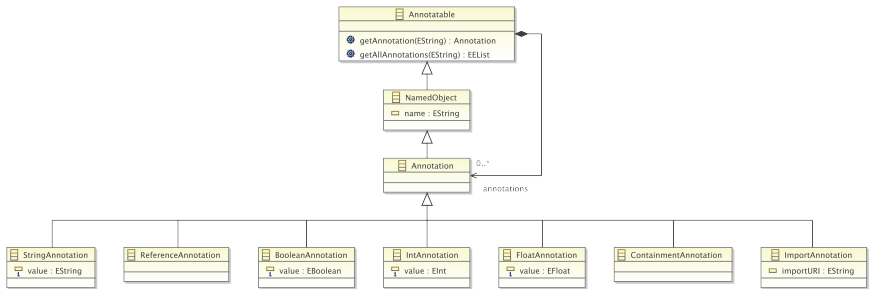 Annotatable
getAnnotation(EString) : Annotation
getAllAnnotations(EString) : EEList
NamedObject
name : EString
Annotation
0..*
annotations
StringAnnotation
value : EString
ReferenceAnnotation
BooleanAnnotation
value : EBoolean
IntAnnotation
value : EInt
FloatAnnotation
value : EFloat
ContainmentAnnotation
ImportAnnotation
importURI : EString